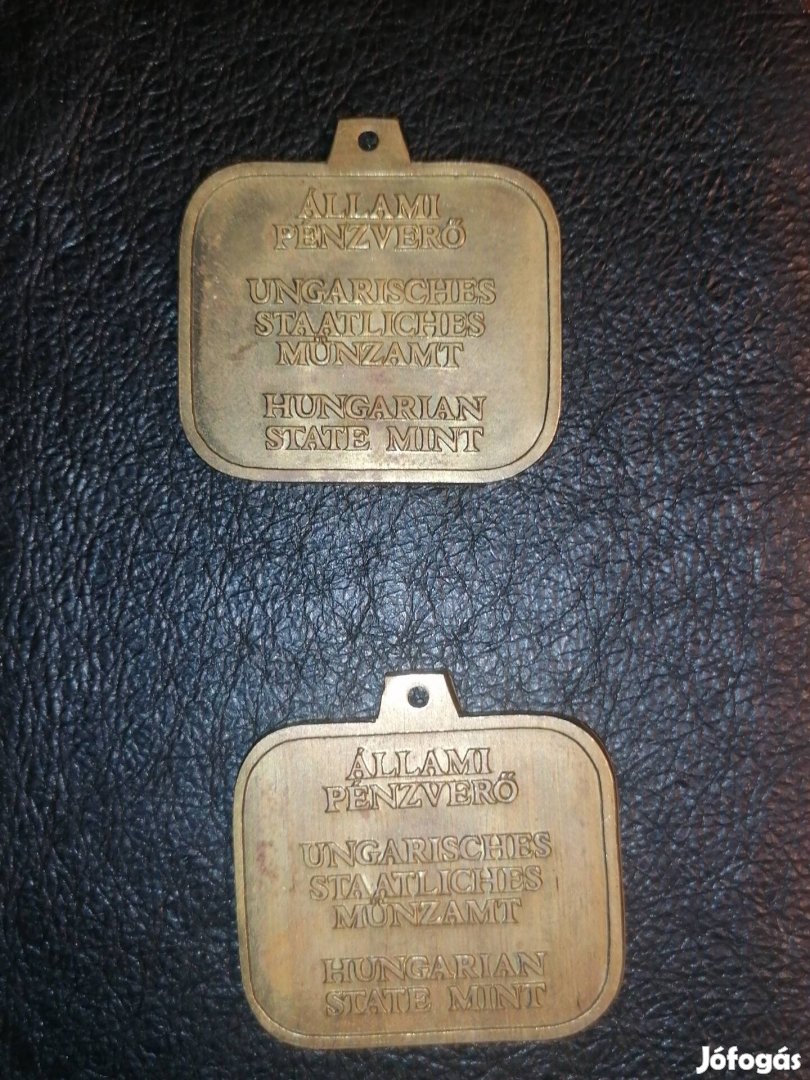 ÁLLAMI
PÉNZVERŐ
UNGARISCHES
STAATLICHES
MÜNZAMT
HUNGARIAN
STATE MINT
ÁLLAMI
PÉNZVERŐ
UNGARISCHES
STAATLICHES
MÜNZAMT
HUNGARIAN
STATE MINT
Jófogás